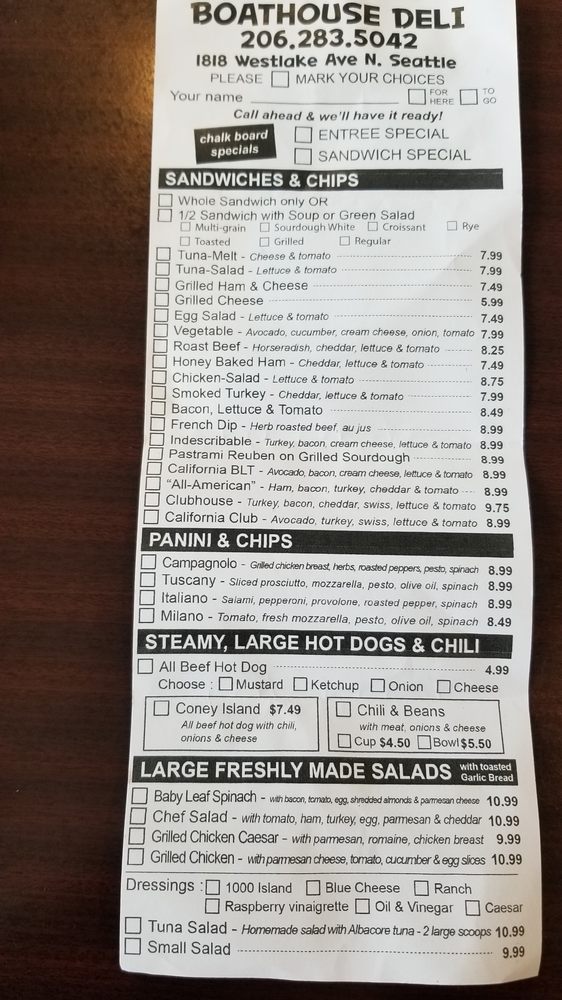 BOATHOUSE DELI
206.283.5042
1818 Westlake Ave N. Seattle
PLEASE MARK YOUR CHOICES
Your name FOR HERE TO GO
Call ahead & we'll have it ready!
chalk board specials
ENTREE SPECIAL
SANDWICH SPECIAL
SANDWICHES & CHIPS
Whole Sandwich only OR
1/2 Sandwich with Soup or Green Salad
Multi-grain Sourdough White Croissant Rye
Toasted Grilled Regular
Tuna-Melt - Cheese & tomato 7.99
Tuna-Salad - Lettuce & tomato 7.99
Grilled Ham & Cheese 7.49
Grilled Cheese 5.99
Egg Salad - Lettuce & tomato 7.49
Vegetable - Avocado, cucumber, cream cheese, onion, tomato 7.99
Roast Beef - Horseradish, cheddar, lettuce & tomato 8.25
Honey Baked Ham - Cheddar, lettuce & tomato 7.49
Chicken-Salad - Lettuce & tomato 8.75
Smoked Turkey - Cheddar, lettuce & tomato 7.99
Bacon, Lettuce & Tomato 8.49
French Dip - Herb roasted beef, au jus 8.99
Indescribable - Turkey, bacon, cream cheese, lettuce & tomato 8.99
Pastrami Reuben on Grilled Sourdough 8.99
California BLT - Avocado, bacon, cream cheese, lettuce & tomato 8.99
"All-American" - Ham, bacon, turkey, cheddar & tomato 8.99
Clubhouse - Turkey, bacon, cheddar, swiss, lettuce & tomato 9.75
California Club - Avocado, turkey, swiss, lettuce & tomato 8.99
PANINI & CHIPS
Campagnolo - Grilled chicken breast, herbs, roasted peppers, pesto, spinach 8.99
Tuscany - Sliced prosciutto, mozzarella, pesto, olive oil, spinach 8.99
Italiano - Salami, pepperoni, provolone, roasted pepper, spinach 8.99
Milano - Tomato, fresh mozzarella, pesto, olive oil, spinach 8.49
STEAMY, LARGE HOT DOGS & CHILI
All Beef Hot Dog 4.99
Choose : Mustard Ketchup Onion Cheese
Coney Island $7.49
All beef hot dog with chili,
onions & cheese
Chili & Beans
with meat, onions & cheese
Cup $4.50 Bowl $5.50
LARGE FRESHLY MADE SALADS with toasted Garlic Bread
Baby Leaf Spinach - with bacon, tomato, egg, shredded almonds & parmesan cheese 10.99
Chef Salad - with tomato, ham, turkey, egg, parmesan & cheddar 10.99
Grilled Chicken Caesar - with parmesan, romaine, chicken breast 9.99
Grilled Chicken - with parmesan cheese, tomato, cucumber & egg slices 10.99
Dressings : 1000 Island Blue Cheese Ranch
Raspberry vinaigrette Oil & Vinegar Caesar
Tuna Salad - Homemade salad with Albacore tuna - 2 large scoops 10.99
Small Salad 9.99